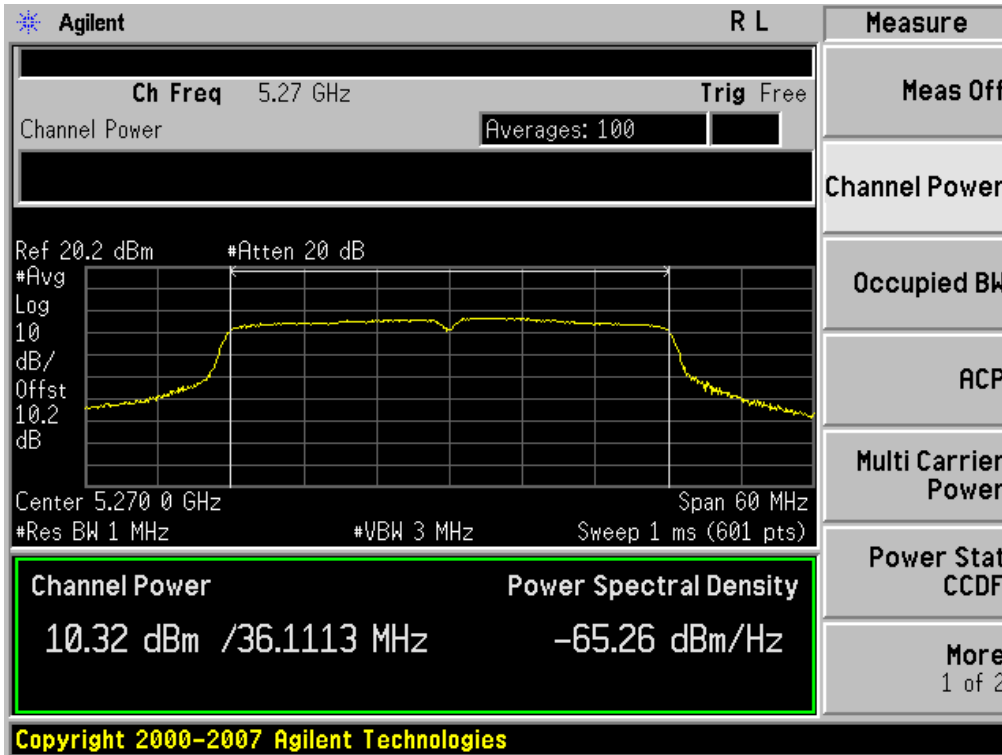 Agilent R L Measure
Ch Freq 5.27 GHz Trig Free
Channel Power Averages: 100
Ref 20.2 dBm #Atten 20 dB
#Avg
Log
10
dB/
Offst
10.2
dB
Center 5.270 0 GHz Span 60 MHz
#Res BW 1 MHz #VBW 3 MHz Sweep 1 ms (601 pts)
Channel Power Power Spectral Density
10.32 dBm /36.1113 MHz -65.26 dBm/Hz
Meas Off
Channel Power
Occupied BW
ACP
Multi Carrier
Power
Power Stat
CCDF
More
1 of 2
Copyright 2000-2007 Agilent Technologies